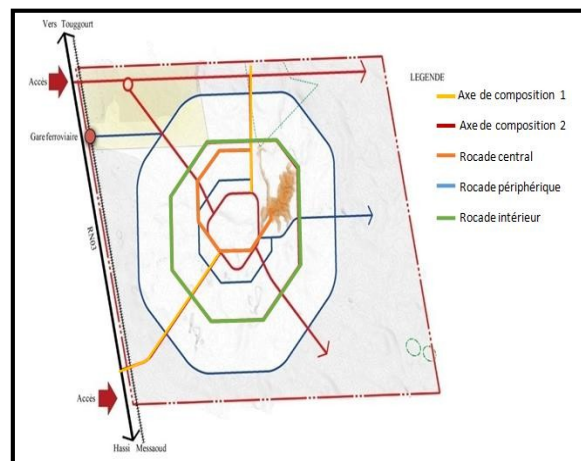 Vers Touggourt
Accès
Gare ferroviaire
RN03
Accès
Hassi Messaoud
LEGENDE
Axe de composition 1
Axe de composition 2
Rocade central
Rocade périphérique
Rocade intérieur